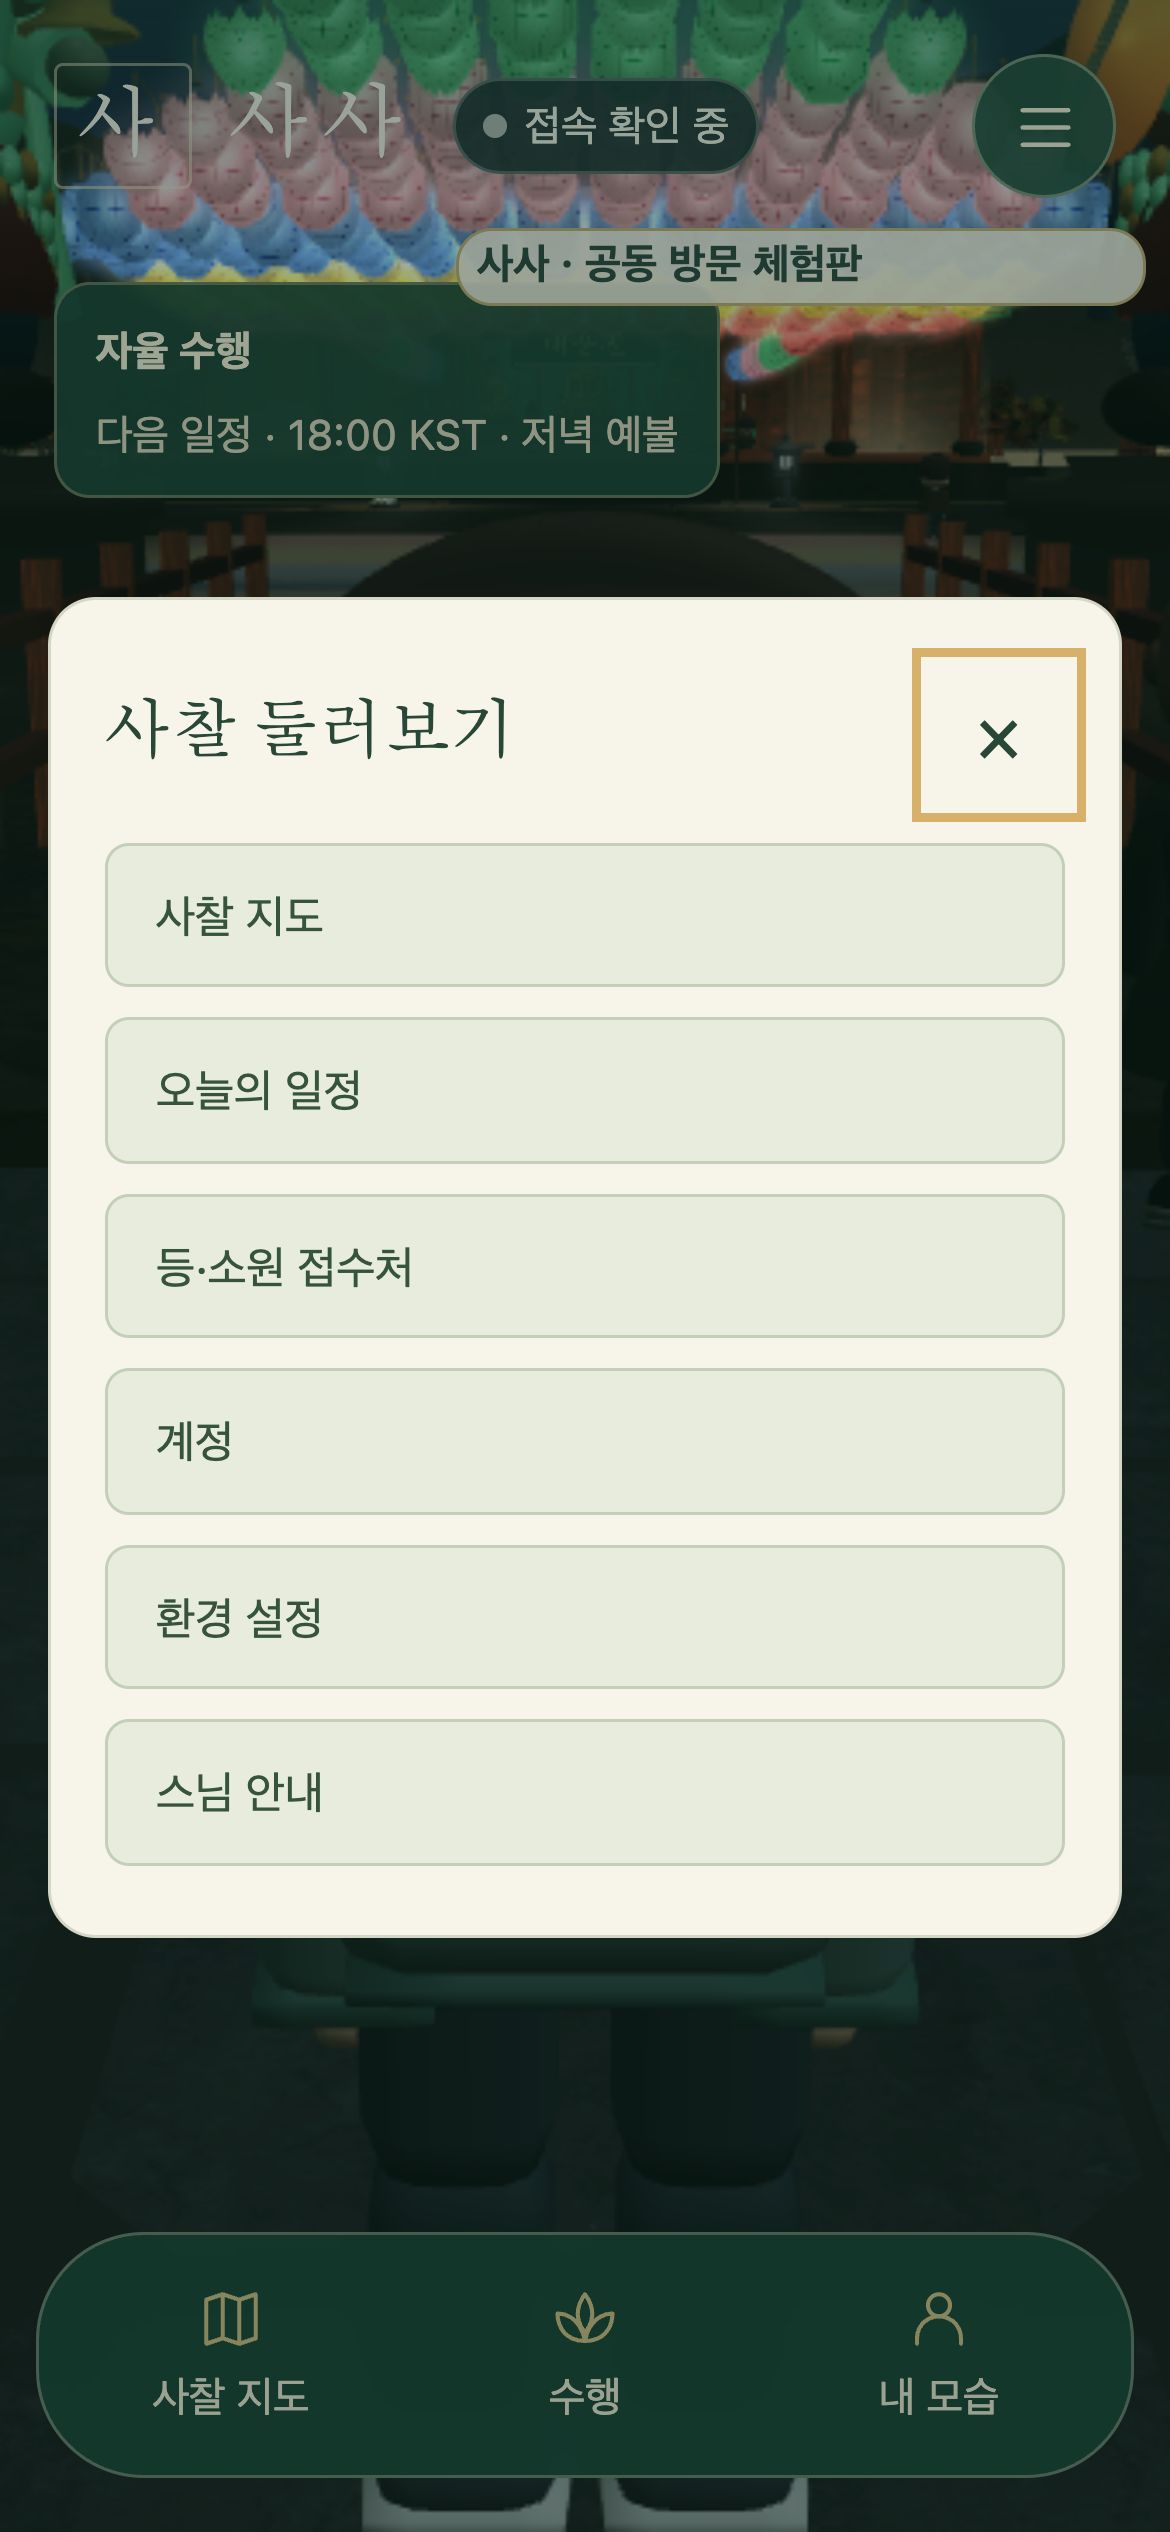 사 사사
접속 확인 중
사사 · 공동 방문 체험판
자율 수행
다음 일정 · 18:00 KST · 저녁 예불
사찰 둘러보기
사찰 지도
오늘의 일정
등·소원 접수처
계정
환경 설정
스님 안내
사찰 지도
수행
내 모습